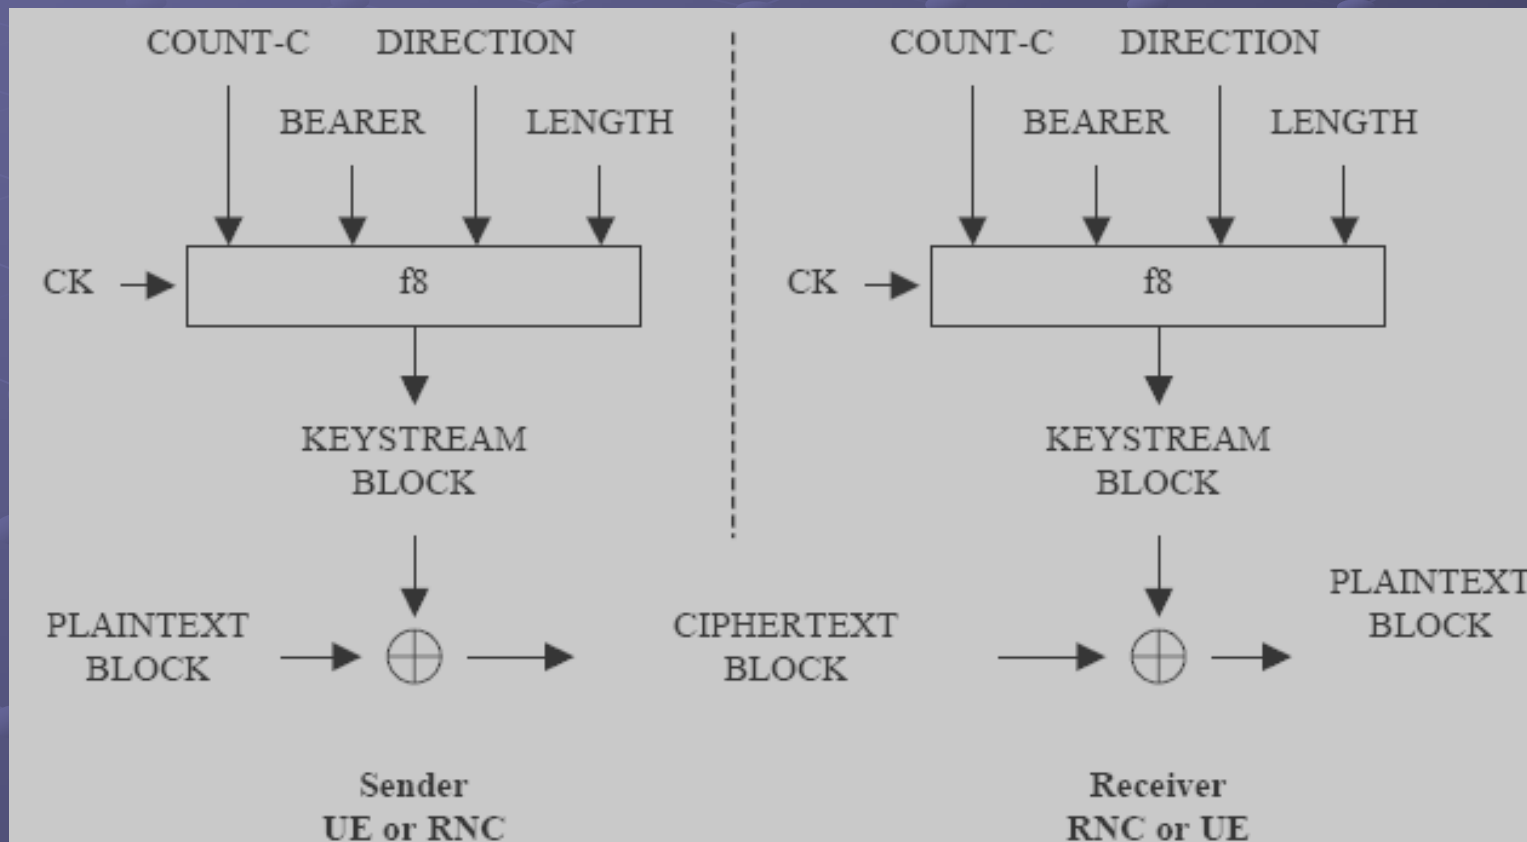 COUNT-C DIRECTION
BEARER LENGTH
CK f8
KEYSTREAM
BLOCK
PLAINTEXT
BLOCK
COUNT-C DIRECTION
BEARER LENGTH
CK f8
KEYSTREAM
BLOCK
CIPHERTEXT
BLOCK
PLAINTEXT
BLOCK
Sender
UE or RNC
Receiver
RNC or UE